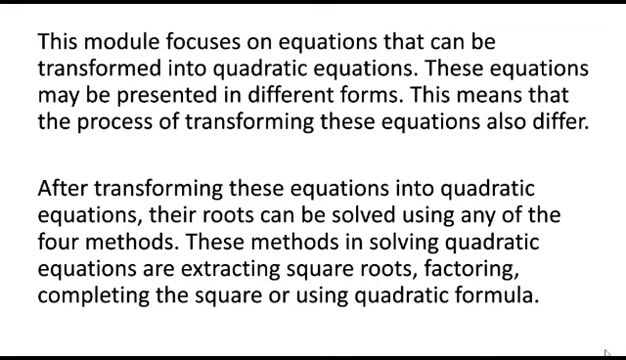 This module focuses on equations that can be
transformed into quadratic equations. These equations
may be presented in different forms. This means that
the process of transforming these equations also differ.
After transforming these equations into quadratic
equations, their roots can be solved using any of the
four methods. These methods in solving quadratic
equations are extracting square roots, factoring,
completing the square or using quadratic formula.